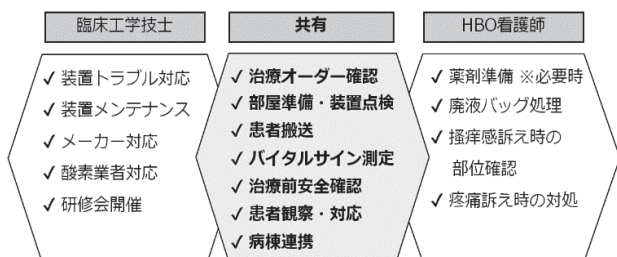 臨床工学技士
✓ 装置トラブル対応
✓ 装置メンテナンス
✓ メーカー対応
✓ 酸素業者対応
✓ 研修会開催
共有
✓ 治療オーダー確認
✓ 部屋準備・装置点検
✓ 患者搬送
✓ バイタルサイン測定
✓ 治療前安全確認
✓ 患者観察・対応
✓ 病棟連携
HBO看護師
✓ 薬剤準備 ※必要時
✓ 廃液バッグ処理
✓ 掻痒感訴え時の
部位確認
✓ 疼痛訴え時の対処